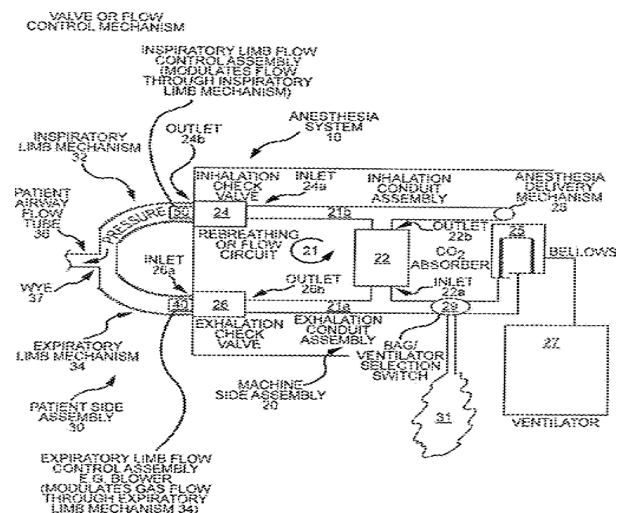 VALVE OR FLOW
CONTROL MECHANISM
INSPIRATORY LIMB FLOW
CONTROL ASSEMBLY
(MODULATES FLOW
THROUGH INSPIRATORY
LIMB MECHANISM)
ANESTHESIA
SYSTEM
10
OUTLET
24b
INSPIRATORY
LIMB MECHANISM
32
PATIENT
AIRWAY
FLOW
TUBE
36
PRESSURE
INHALATION
CHECK
VALVE
24
INLET
24a
INHALATION
CONDUIT
ASSEMBLY
ANESTHESIA
DELIVERY
MECHANISM
28
21b
REBREATHING
OR FLOW
CIRCUIT
21
OUTLET
22b
22
CO2
ABSORBER
25
BELLOWS
INLET
26a
OUTLET
26b
INLET
22a
WYE
37
40
26
21a
29
EXHALATION
CHECK
VALVE
EXHALATION
CONDUIT
ASSEMBLY
BAG/
VENTILATOR
SELECTION
SWITCH
27
VENTILATOR
31
EXPIRATORY
LIMB MECHANISM
34
MACHINE
SIDE ASSEMBLY
20
PATIENT SIDE
ASSEMBLY
30
EXPIRATORY LIMB FLOW
CONTROL ASSEMBLY
E.G. BLOWER
(MODULATES GAS FLOW
THROUGH EXPIRATORY
LIMB MECHANISM 34)